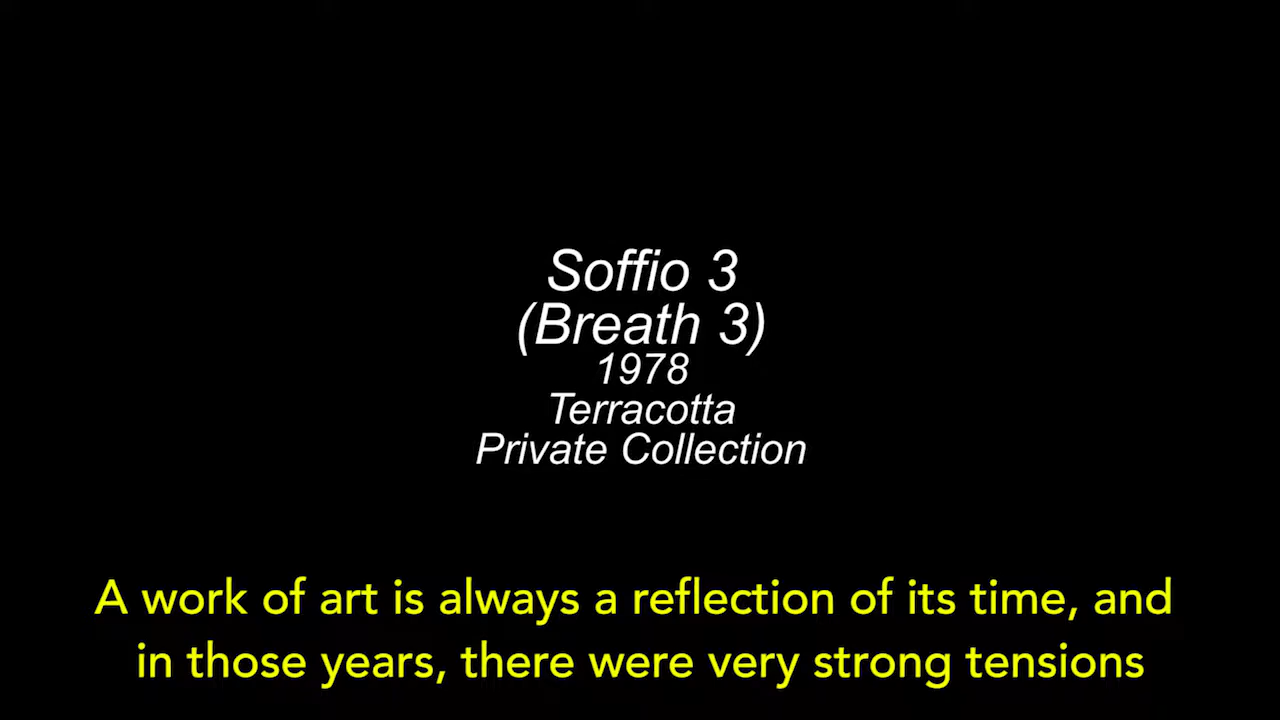 Soffio 3
(Breath 3)
1978
Terracotta
Private Collection
A work of art is always a reflection of its time, and
in those years, there were very strong tensions